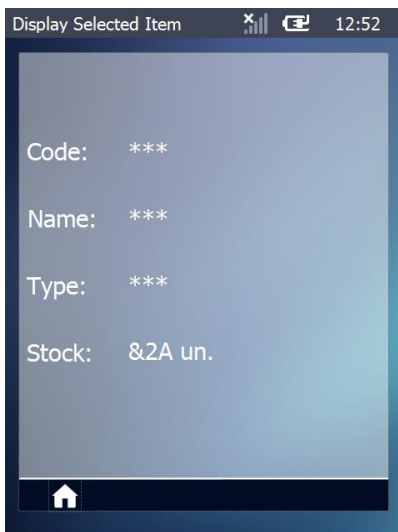 Display Selected Item 12:52
Code: ***
Name: ***
Type: ***
Stock: &2A un.